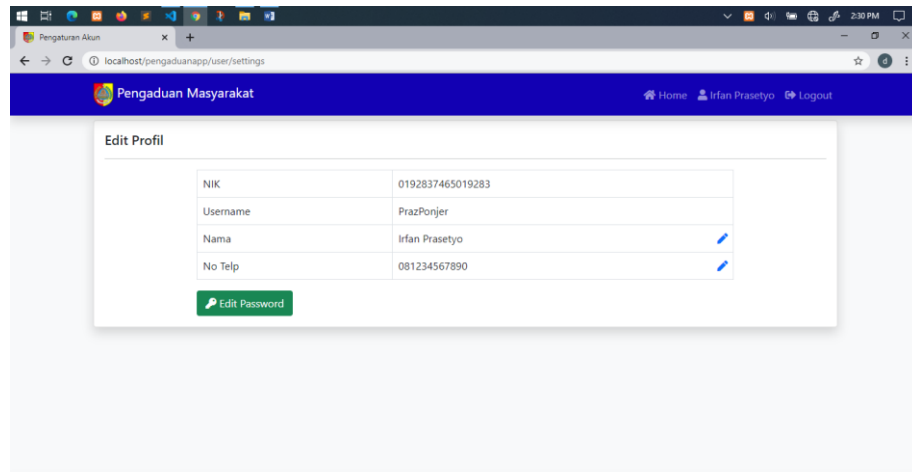 2:30 PM
Pengaturan Akun
localhost/pengaduanapp/user/settings
d
Pengaduan Masyarakat
Home Irfan Prasetyo Logout
Edit Profil
NIK 0192837465019283
Username PrazPonjer
Nama Irfan Prasetyo
No Telp 081234567890
Edit Password